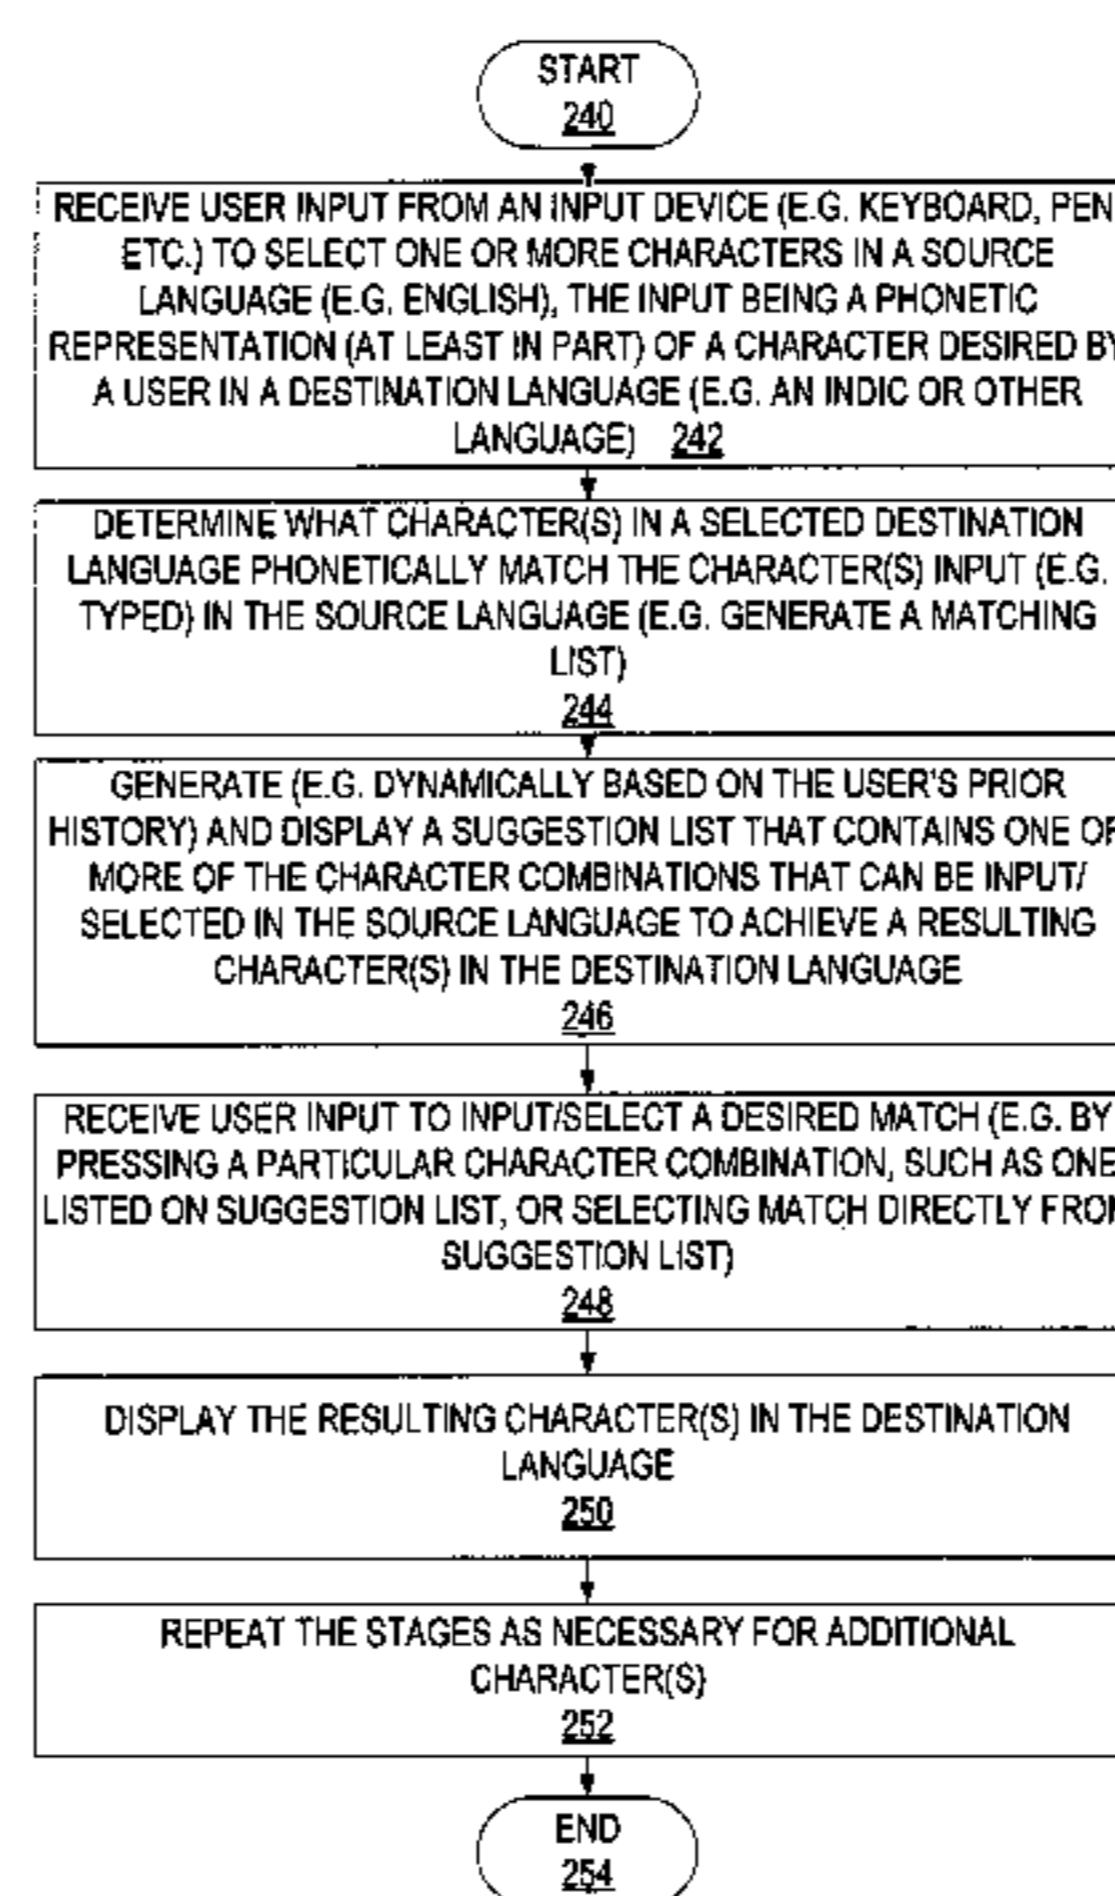 START
240
RECEIVE USER INPUT FROM AN INPUT DEVICE (E.G. KEYBOARD, PEN
ETC.) TO SELECT ONE OR MORE CHARACTERS IN A SOURCE
LANGUAGE (E.G. ENGLISH), THE INPUT BEING A PHONETIC
REPRESENTATION (AT LEAST IN PART) OF A CHARACTER DESIRED BY
A USER IN A DESTINATION LANGUAGE (E.G. AN INDIC OR OTHER
LANGUAGE) 242
DETERMINE WHAT CHARACTER(S) IN A SELECTED DESTINATION
LANGUAGE PHONETICALLY MATCH THE CHARACTER(S) INPUT (E.G.
TYPED) IN THE SOURCE LANGUAGE (E.G. GENERATE A MATCHING
LIST)
244
GENERATE (E.G. DYNAMICALLY BASED ON THE USER'S PRIOR
HISTORY) AND DISPLAY A SUGGESTION LIST THAT CONTAINS ONE OR
MORE OF THE CHARACTER COMBINATIONS THAT CAN BE INPUT/
SELECTED IN THE SOURCE LANGUAGE TO ACHIEVE A RESULTING
CHARACTER(S) IN THE DESTINATION LANGUAGE
246
RECEIVE USER INPUT TO INPUT/SELECT A DESIRED MATCH (E.G. BY
PRESSING A PARTICULAR CHARACTER COMBINATION, SUCH AS ONE
LISTED ON SUGGESTION LIST, OR SELECTING MATCH DIRECTLY FROM
SUGGESTION LIST)
248
DISPLAY THE RESULTING CHARACTER(S) IN THE DESTINATION
LANGUAGE
250
REPEAT THE STAGES AS NECESSARY FOR ADDITIONAL
CHARACTER(S)
252
END
254